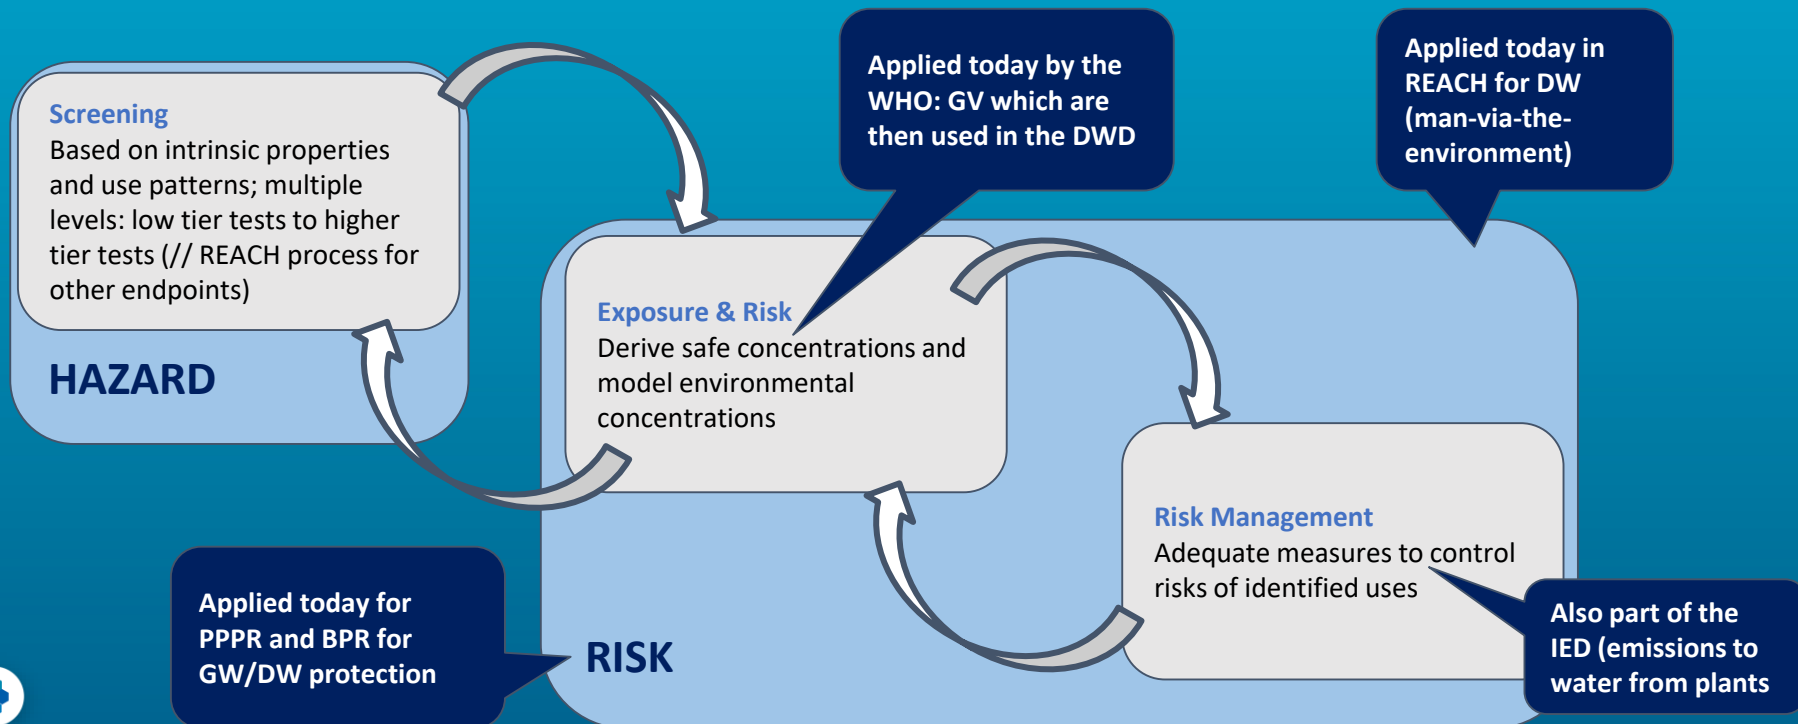 Screening
Based on intrinsic properties
and use patterns; multiple
levels: low tier tests to higher
tier tests (// REACH process for
other endpoints)
HAZARD
Applied today by the
WHO: GV which are
then used in the DWD
Applied today in
REACH for DW
(man-via-the-
environment)
Exposure & Risk
Derive safe concentrations and
model environmental
concentrations
Risk Management
Adequate measures to control
risks of identified uses
Applied today for
PPPR and BPR for
GW/DW protection
RISK
Also part of the
IED (emissions to
water from plants